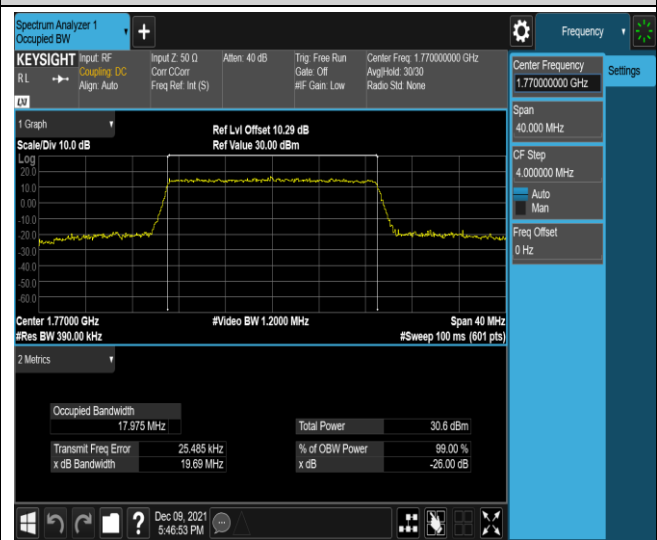 Spectrum Analyzer 1
Occupied BW
+
Frequency
KEYSIGHT
RL
LXI
Input: RF
Coupling: DC
Align: Auto
Input Z: 50 Ω
Corr CCorr
Freq Ref: Int (S)
Atten: 40 dB
Trig: Free Run
Gate: Off
#IF Gain: Low
Center Freq: 1.770000000 GHz
Avg|Hold: 30/30
Radio Std: None
Center Frequency
1.770000000 GHz
Settings
Span
40.000 MHz
CF Step
4.000000 MHz
Auto
Man
Freq Offset
0 Hz
1 Graph
Scale/Div 10.0 dB
Ref Lvl Offset 10.29 dB
Ref Value 30.00 dBm
Log
20.0
10.0
0.00
-10.0
-20.0
-30.0
-40.0
-50.0
-60.0
Center 1.77000 GHz
#Video BW 1.2000 MHz
Span 40 MHz
#Res BW 390.00 kHz
#Sweep 100 ms (601 pts)
2 Metrics
Occupied Bandwidth
17.975 MHz
Total Power 30.6 dBm
Transmit Freq Error 25.485 kHz
% of OBW Power 99.00 %
x dB Bandwidth 19.69 MHz
x dB -26.00 dB
?
Dec 09, 2021
5:46:53 PM